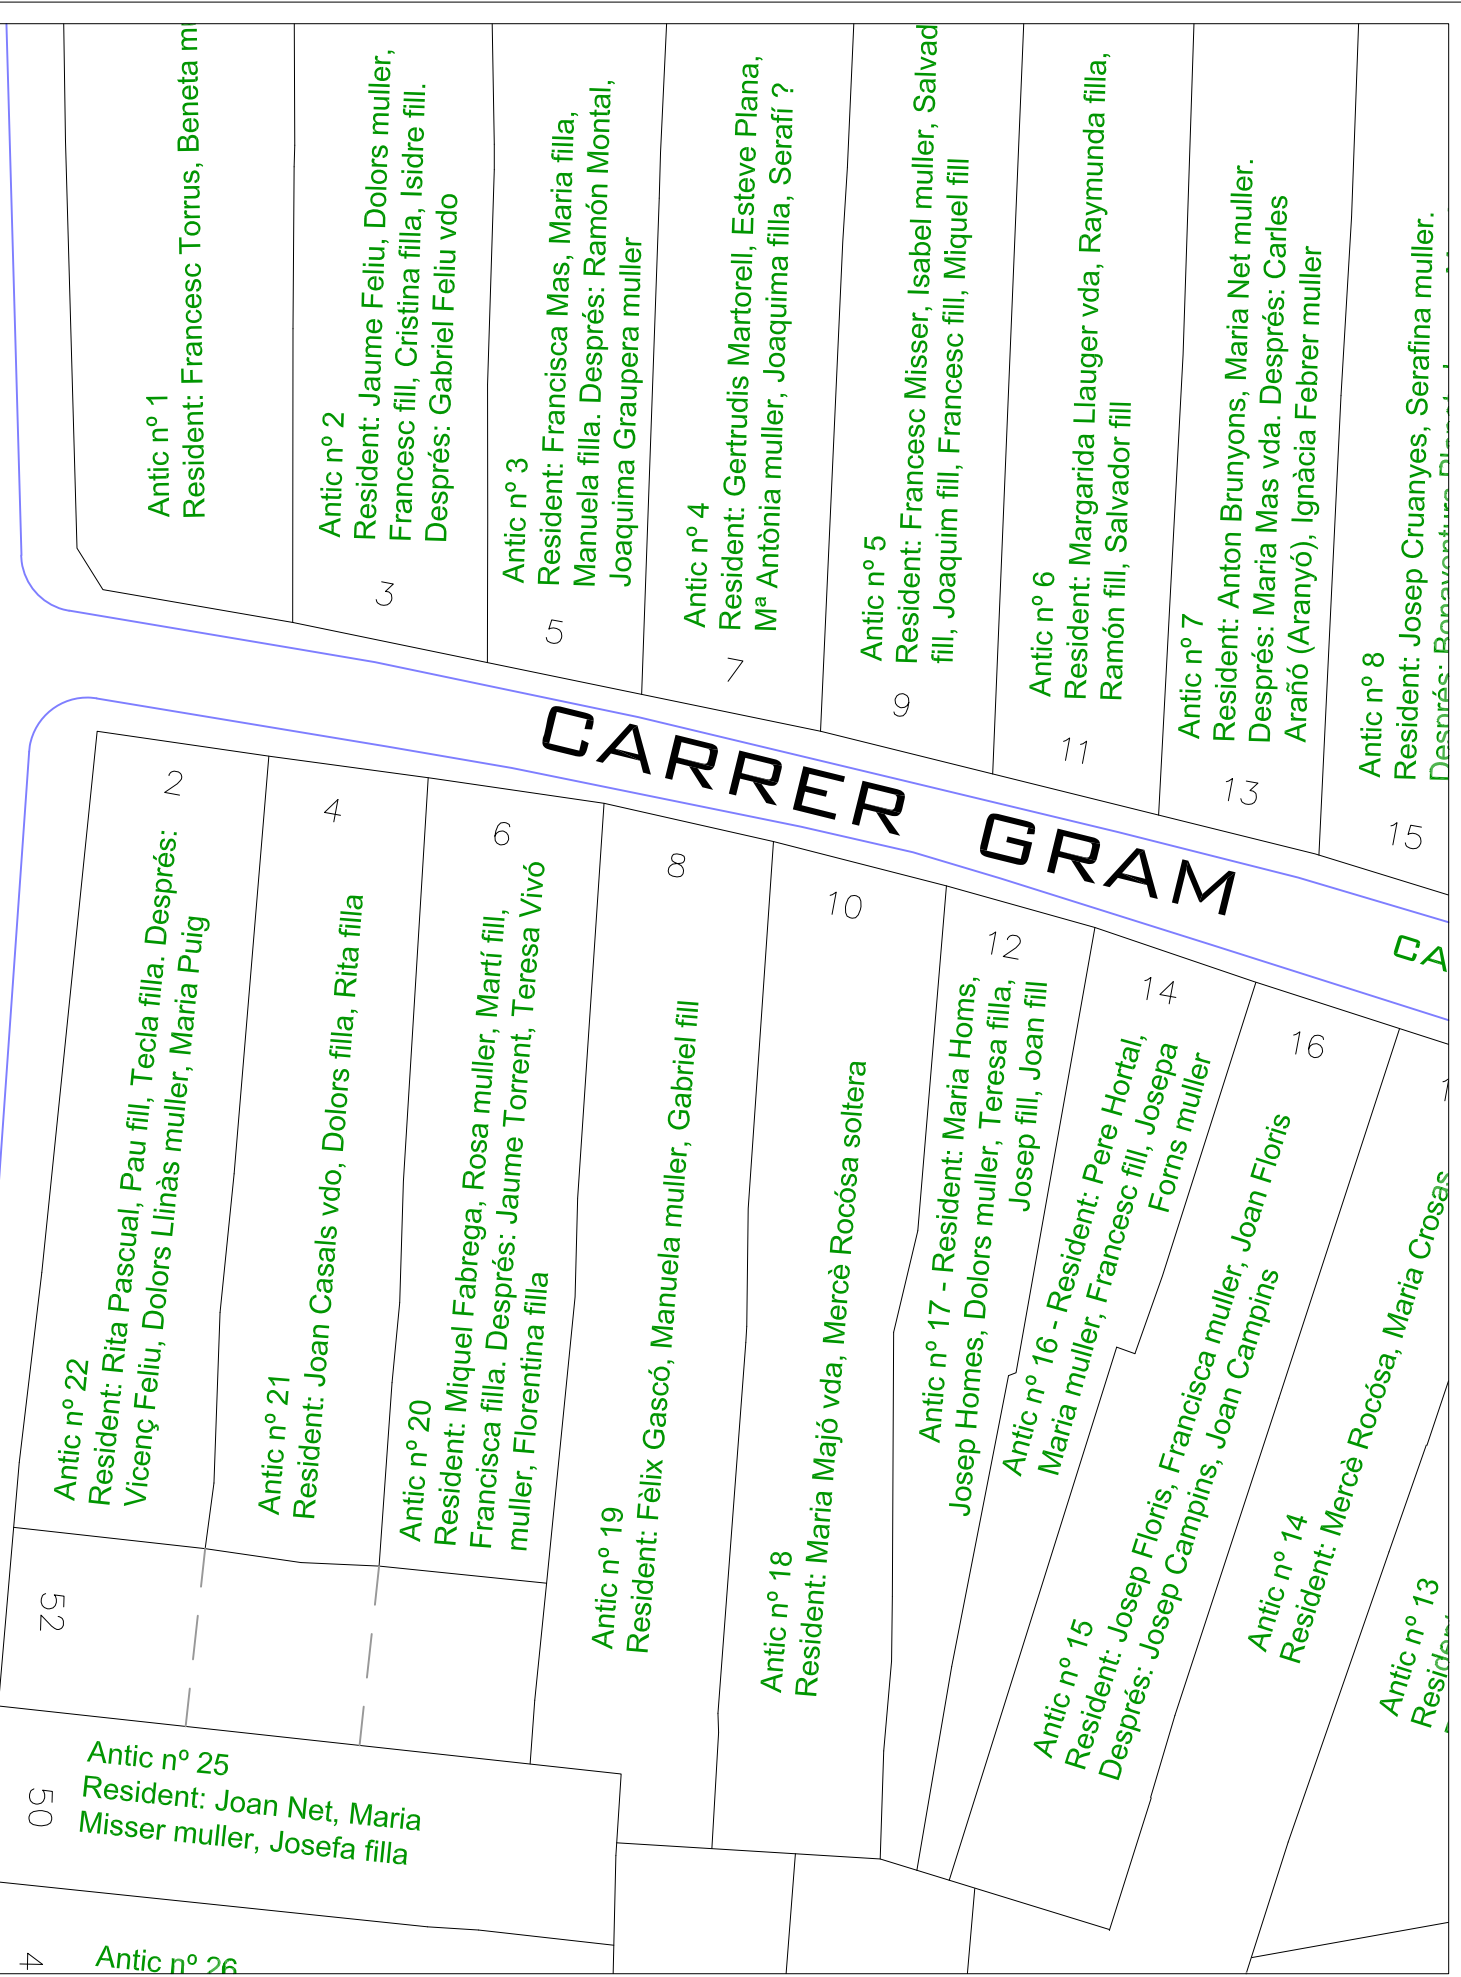 Antic nº 1
Resident: Francesc Torrus, Beneta
Antic nº 2
Resident: Jaume Feliu, Dolors muller,
Francesc fill, Cristina filla, Isidre fill.
Després: Gabriel Feliu vdo
3
Antic nº 3
Resident: Francisca Mas, Maria filla,
Manuela filla. Després: Ramón Montal,
Joaquima Graupera muller
5
Antic nº 4
Resident: Gertrudis Martorell, Esteve Plana,
Mª Antònia muller, Joaquima filla, Serafí ?
7
Antic nº 5
Resident: Francesc Misser, Isabel muller, Salvad
fill, Joaquim fill, Francesc fill, Miquel fill
9
Antic nº 6
Resident: Margarida Llauger vda, Raymunda filla,
Ramón fill, Salvador fill
11
Antic nº 7
Resident: Anton Brunyons, Maria Net muller.
Després: Maria Mas vda. Després: Carles
Arañó (Aranyó), Ignàcia Febrer muller
13
Antic nº 8
Resident: Josep Cruanyes, Serafina muller.
Després: Bonaventura
15
CARRER GRAM
CA
2
Antic nº 22
Resident: Rita Pascual, Pau fill, Tecla filla. Després:
Vicenç Feliu, Dolors Llinàs muller, Maria Puig
4
Antic nº 21
Resident: Joan Casals vdo, Dolors filla, Rita filla
6
Antic nº 20
Resident: Miquel Fabrega, Rosa muller, Martí fill,
Francisca filla. Després: Jaume Torrent, Teresa Vivó
muller, Florentina filla
8
Antic nº 19
Resident: Fèlix Gascó, Manuela muller, Gabriel fill
10
Antic nº 18
Resident: Maria Majó vda, Mercè Rocósa soltera
12
Antic nº 17 - Resident: Maria Homs,
Josep Homes, Dolors muller, Teresa filla,
Josep fill, Joan fill
14
Antic nº 16 - Resident: Pere Hortal,
Maria muller, Francesc fill, Josepa
Forns muller
16
Antic nº 15
Resident: Josep Floris, Francisca muller, Joan Floris
Després: Josep Campins, Joan Campins
Antic nº 14
Resident: Mercè Rocósa, Maria Crosas
Antic nº 13
52
50
Antic nº 25
Resident: Joan Net, Maria
Misser muller, Josefa filla
4
Antic nº 26